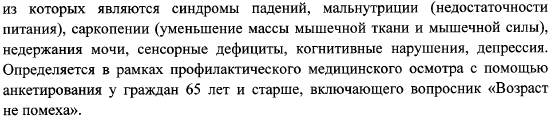 из которых являются синдромы падений, мальнутриции (недостаточности
питания), саркопении (уменьшение массы мышечной ткани и мышечной силы),
недержания мочи, сенсорные дефициты, когнитивные нарушения, депрессия.
Определяется в рамках профилактического медицинского осмотра с помощью
анкетирования у граждан 65 лет и старше, включающего вопросник «Возраст
не помеха».